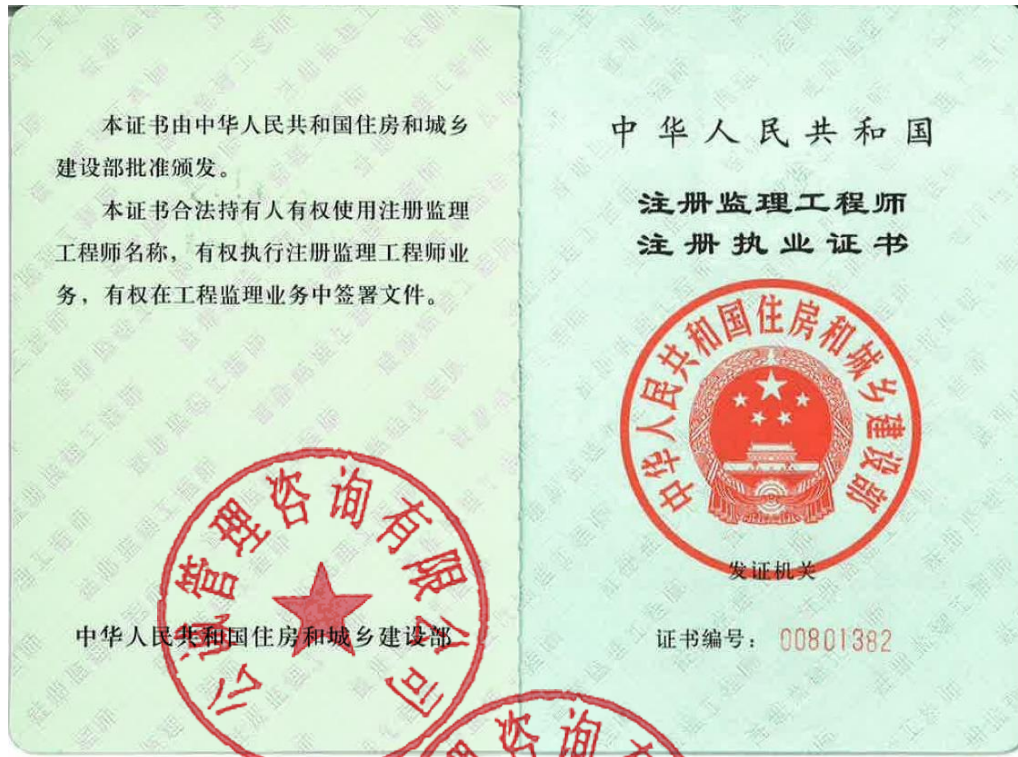 本证书由中华人民共和国住房和城乡
建设部批准颁发。
本证书合法持有人有权使用注册监理
工程师名称，有权执行注册监理工程师业
务，有权在工程监理业务中签署文件。
管理咨询有限公司
中华人民共和国住房和城乡建设部
咨询有
中华人民共和国
注册监理工程师
注册执业证书
中华人民共和国住房和城乡建设部
发证机关
证书编号： 00801382